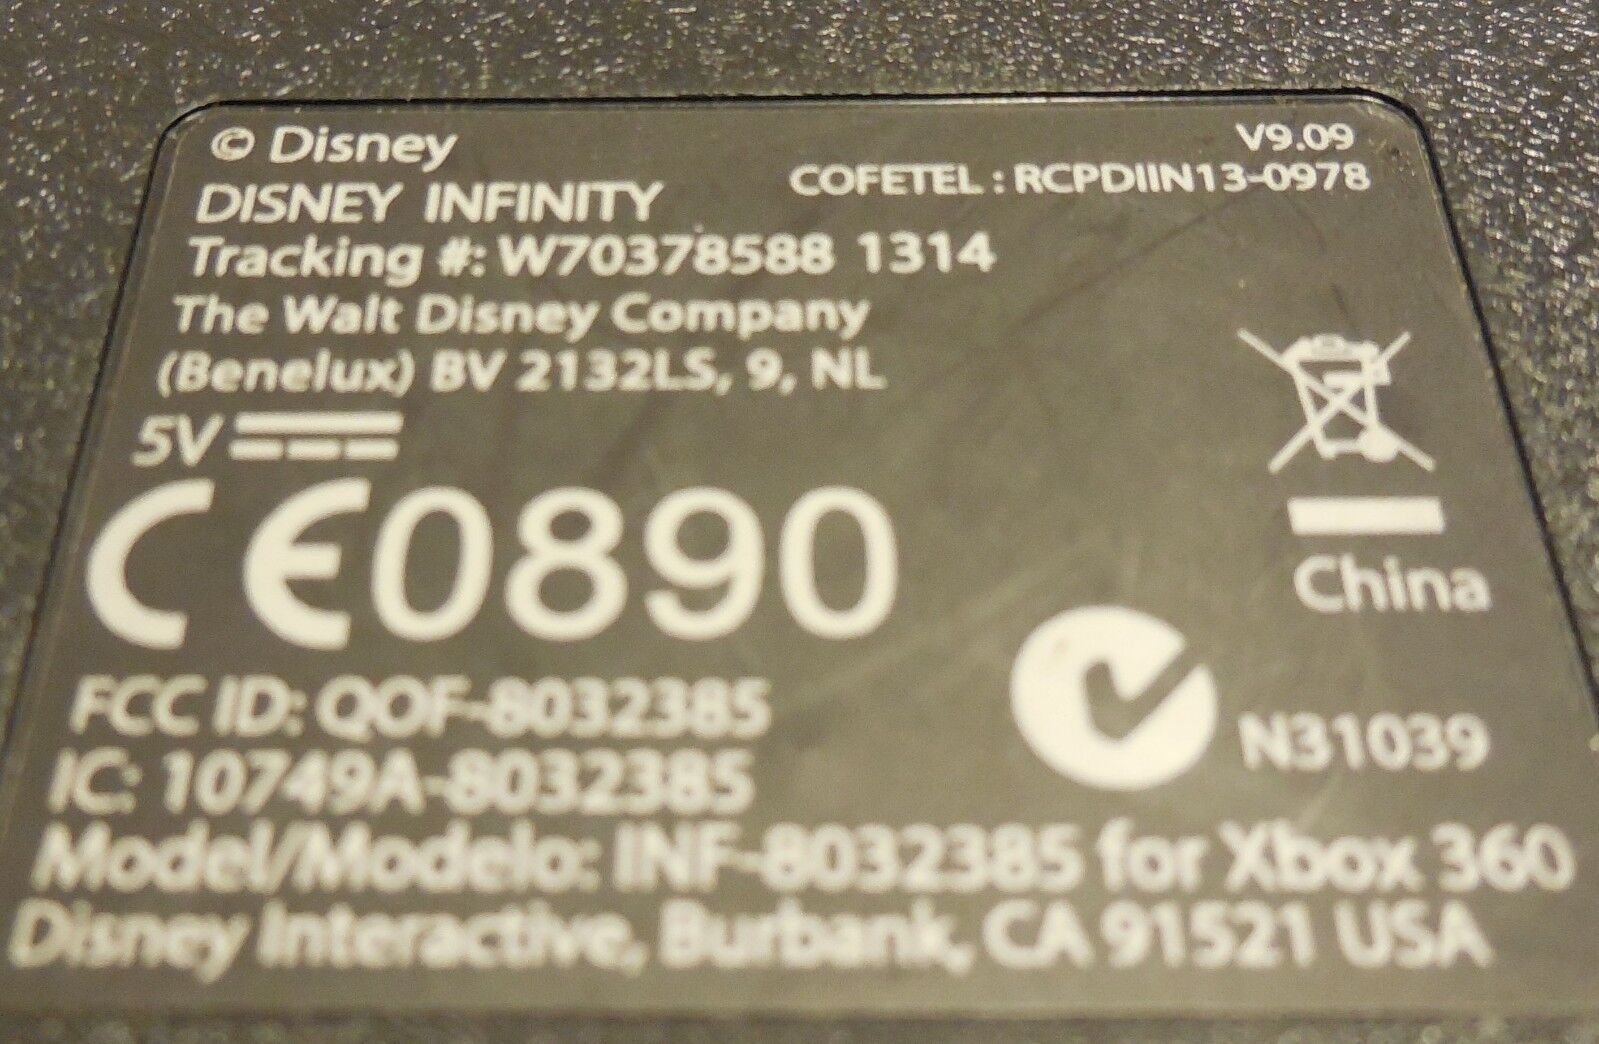 © Disney
V9.09
DISNEY INFINITY
COFETEL : RCPDIIN13-0978
Tracking #: W70378588 1314
The Walt Disney Company
(Benelux) BV 2132LS, 9, NL
5V
CE0890
China
FCC ID: QOF-8032385
N31039
IC: 10749A-8032385
Model/Modelo: INF-8032385 for Xbox 360
Disney Interactive, Burbank, CA 91521 USA